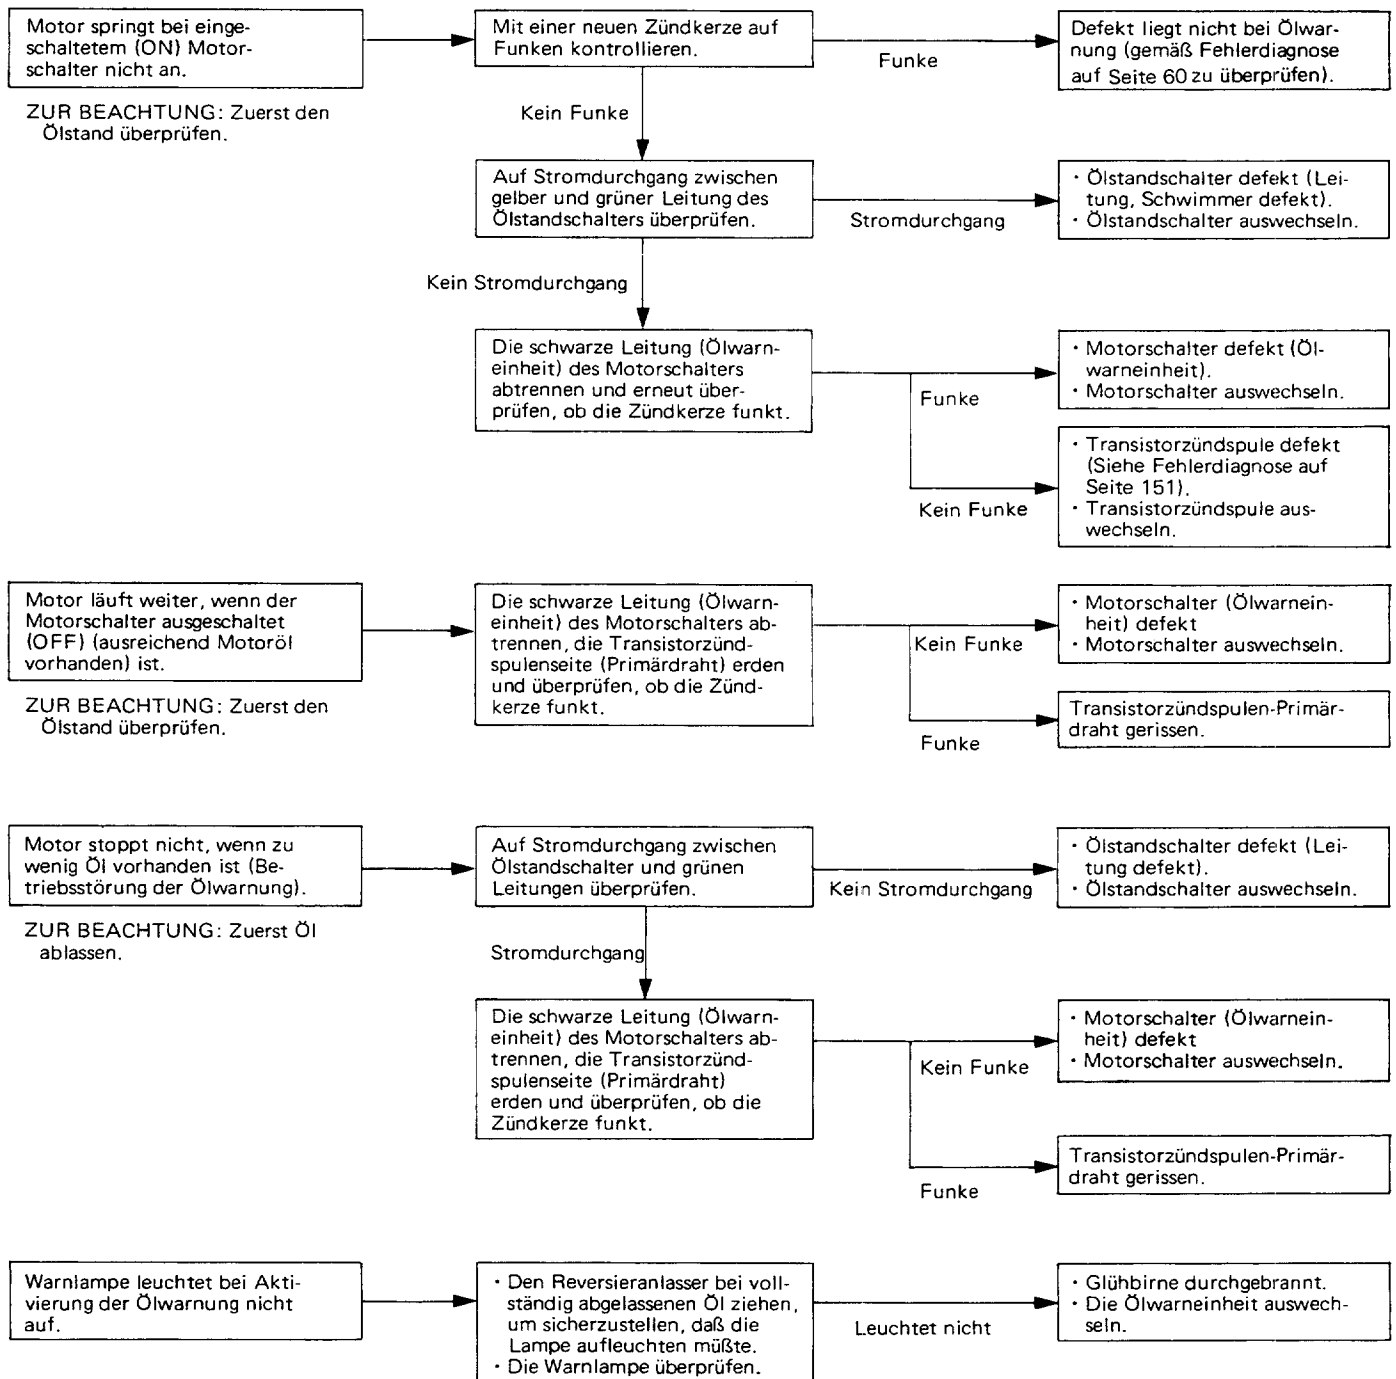 Motor springt bei einge-
schaltetem (ON) Motor-
schalter nicht an.
ZUR BEACHTUNG: Zuerst den
Ölstand überprüfen.
Mit einer neuen Zündkerze auf
Funken kontrollieren.
Funke
Defekt liegt nicht bei Ölwar-
nung (gemäß Fehlerdiagnose
auf Seite 60 zu überprüfen).
Kein Funke
Auf Stromdurchgang zwischen
gelber und grüner Leitung des
Ölstandschalters überprüfen.
Stromdurchgang
· Ölstandschalter defekt (Lei-
tung, Schwimmer defekt).
· Ölstandschalter auswechseln.
Kein Stromdurchgang
Die schwarze Leitung (Ölwarn-
einheit) des Motorschalters
abtrennen und erneut über-
prüfen, ob die Zündkerze funkt.
Funke
· Motorschalter defekt (Öl-
warneinheit).
· Motorschalter auswechseln.
Kein Funke
· Transistorzündspule defekt
(Siehe Fehlerdiagnose auf
Seite 151).
· Transistorzündspule aus-
wechseln.
Motor läuft weiter, wenn der
Motorschalter ausgeschaltet
(OFF) (ausreichend Motoröl
vorhanden) ist.
ZUR BEACHTUNG: Zuerst den
Ölstand überprüfen.
Die schwarze Leitung (Ölwarn-
einheit) des Motorschalters ab-
trennen, die Transistorzünd-
spulenseite (Primärdraht) erden
und überprüfen, ob die Zünd-
kerze funkt.
Kein Funke
· Motorschalter (Ölwarnein-
heit) defekt
· Motorschalter auswechseln.
Funke
Transistorzündspulen-Primär-
draht gerissen.
Motor stoppt nicht, wenn zu
wenig Öl vorhanden ist (Be-
triebsstörung der Ölwarnung).
ZUR BEACHTUNG: Zuerst Öl
ablassen.
Auf Stromdurchgang zwischen
Ölstandschalter und grünen
Leitungen überprüfen.
Kein Stromdurchgang
· Ölstandschalter defekt (Lei-
tung defekt).
· Ölstandschalter auswechseln.
Stromdurchgang
Die schwarze Leitung (Ölwarn-
einheit) des Motorschalters ab-
trennen, die Transistorzünd-
spulenseite (Primärdraht)
erden und überprüfen, ob die
Zündkerze funkt.
Kein Funke
· Motorschalter (Ölwarnein-
heit) defekt
· Motorschalter auswechseln.
Funke
Transistorzündspulen-Primär-
draht gerissen.
Warnlampe leuchtet bei Akti-
vierung der Ölwarnung nicht
auf.
· Den Reversieranlasser bei voll-
ständig abgelassenen Öl ziehen,
um sicherzustellen, daß die
Lampe aufleuchten müßte.
· Die Warnlampe überprüfen.
Leuchtet nicht
· Glühbirne durchgebrannt.
· Die Ölwarneinheit auswech-
seln.